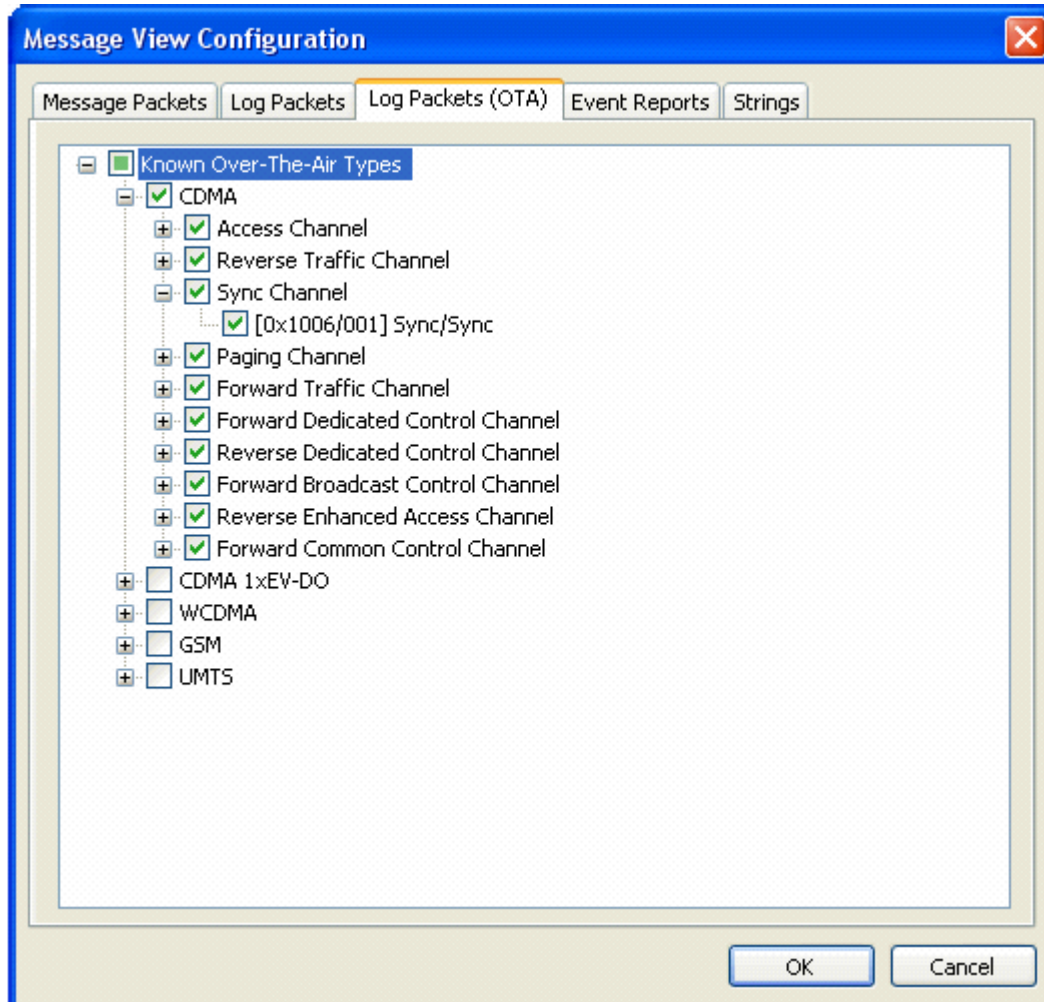 Message View Configuration
Message Packets Log Packets Log Packets (OTA) Event Reports Strings
Known Over-The-Air Types
CDMA
Access Channel
Reverse Traffic Channel
Sync Channel
[0x1006/001] Sync/Sync
Paging Channel
Forward Traffic Channel
Forward Dedicated Control Channel
Reverse Dedicated Control Channel
Forward Broadcast Control Channel
Reverse Enhanced Access Channel
Forward Common Control Channel
CDMA 1xEV-DO
WCDMA
GSM
UMTS
OK Cancel